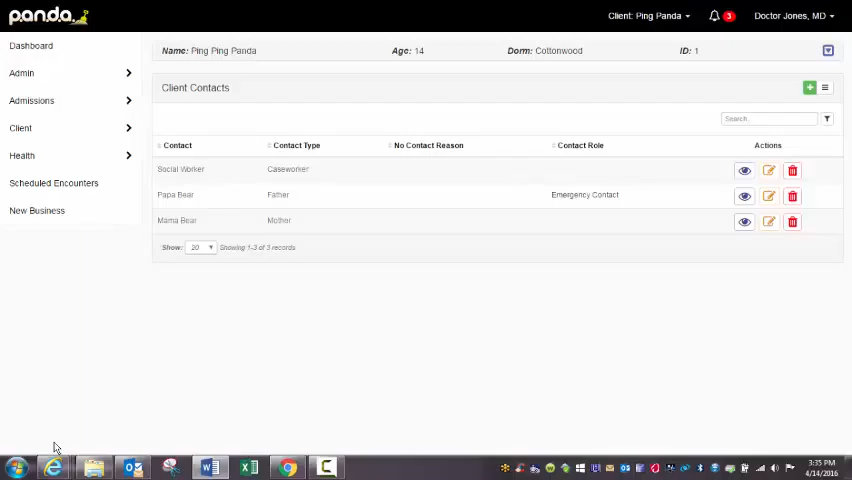 p.a.n.d.a. Client: Ping Panda 3 Doctor Jones, MD
Dashboard
Admin
Admissions
Client
Health
Scheduled Encounters
New Business
Name: Ping Ping Panda Age: 14 Dorm: Cottonwood ID: 1
Client Contacts
Search...
Contact Contact Type No Contact Reason Contact Role Actions
Social Worker Caseworker
Papa Bear Father Emergency Contact
Mama Bear Mother
Show: 20 Showing 1-3 of 3 records
3:35 PM
4/14/2016